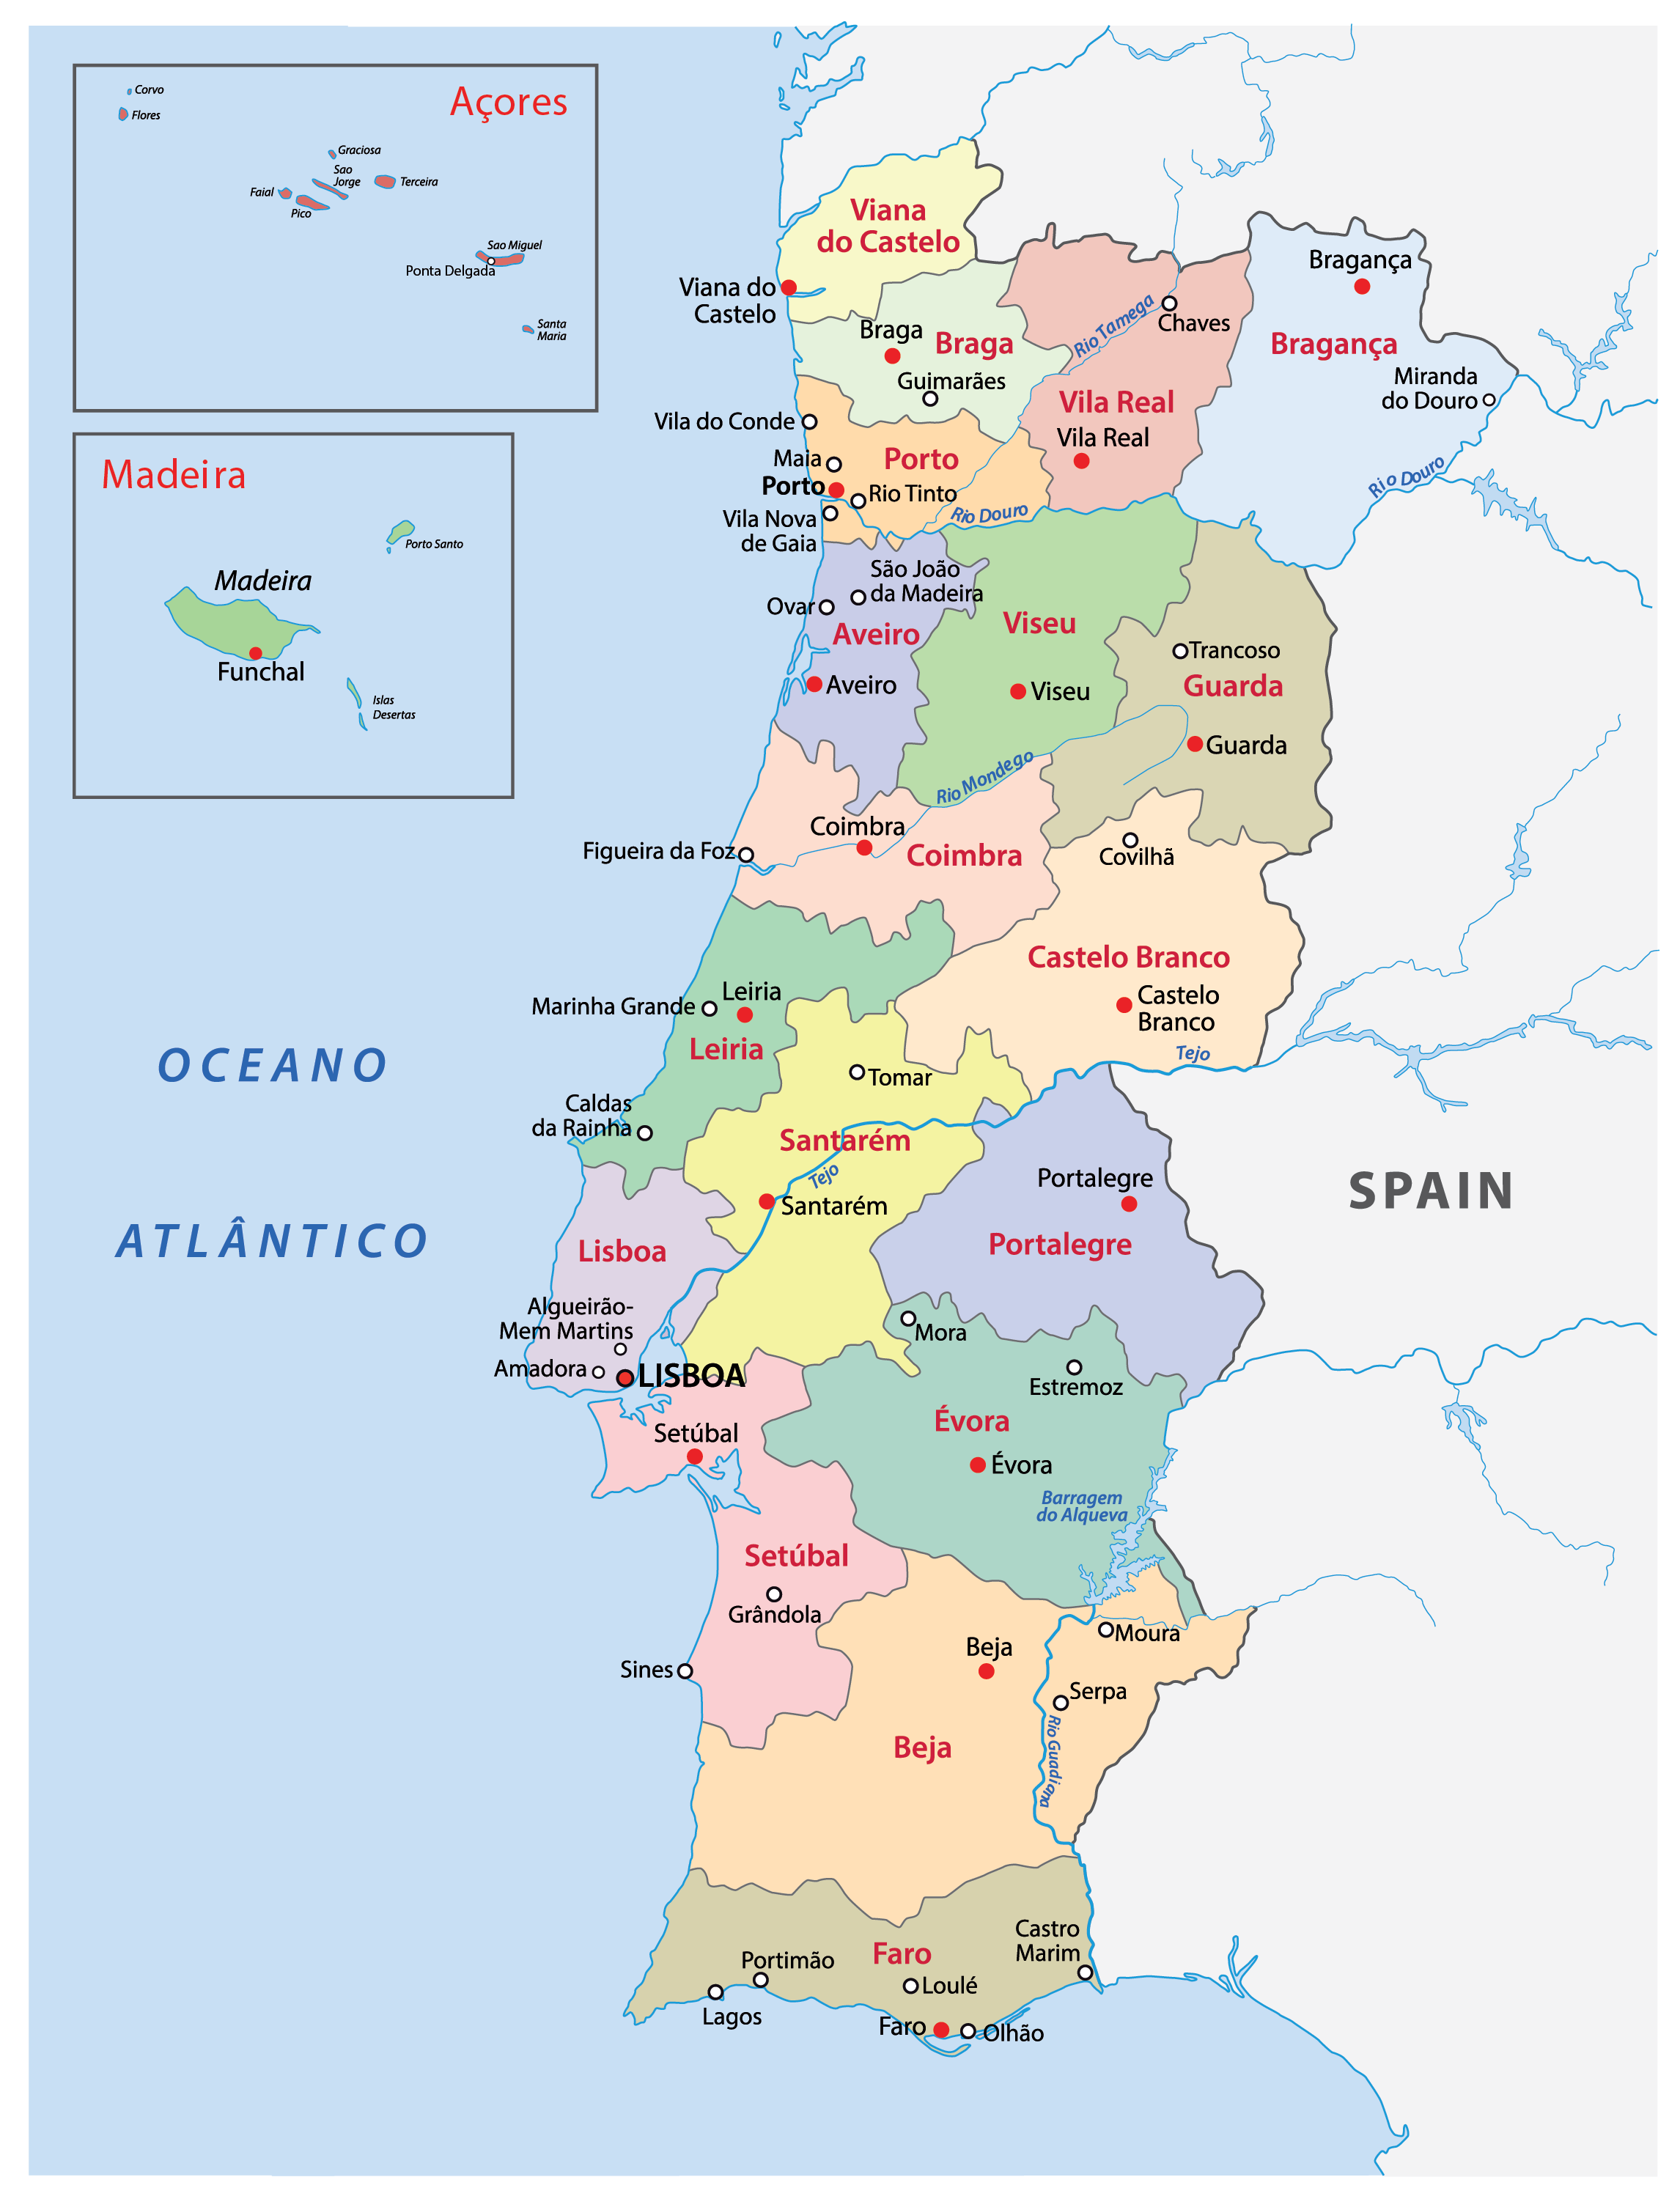 Açores
Corvo
Flores
Graciosa
Sao
Jorge
Terceira
Faial
Pico
Sao Miguel
Ponta Delgada
Santa
Maria
Madeira
Porto Santo
Madeira
Funchal
Islas
Desertas
OCEANO
ATLÂNTICO
SPAIN
Viana
do Castelo
Viana do
Castelo
Braga
Braga
Guimarães
Rio Tamega
Chaves
Vila Real
Vila Real
Bragança
Bragança
Miranda
do Douro
Rio Douro
Vila do Conde
Maia
Porto
Porto
Rio Tinto
Vila Nova
de Gaia
Rio Douro
São João
da Madeira
Ovar
Aveiro
Aveiro
Viseu
Viseu
Trancoso
Guarda
Guarda
Rio Mondego
Coimbra
Figueira da Foz
Coimbra
Covilhã
Castelo Branco
Castelo
Branco
Tejo
Leiria
Marinha Grande
Leiria
Tomar
Caldas
da Rainha
Santarém
Tejo
Santarém
Portalegre
Portalegre
Lisboa
Algueirão-
Mem Martins
Amadora
LISBOA
Mora
Estremoz
Évora
Évora
Barragem
do Alqueva
Setúbal
Setúbal
Grândola
Sines
Beja
Moura
Serpa
Rio Guadiana
Beja
Castro
Marim
Faro
Portimão
Loulé
Lagos
Faro
Olhão